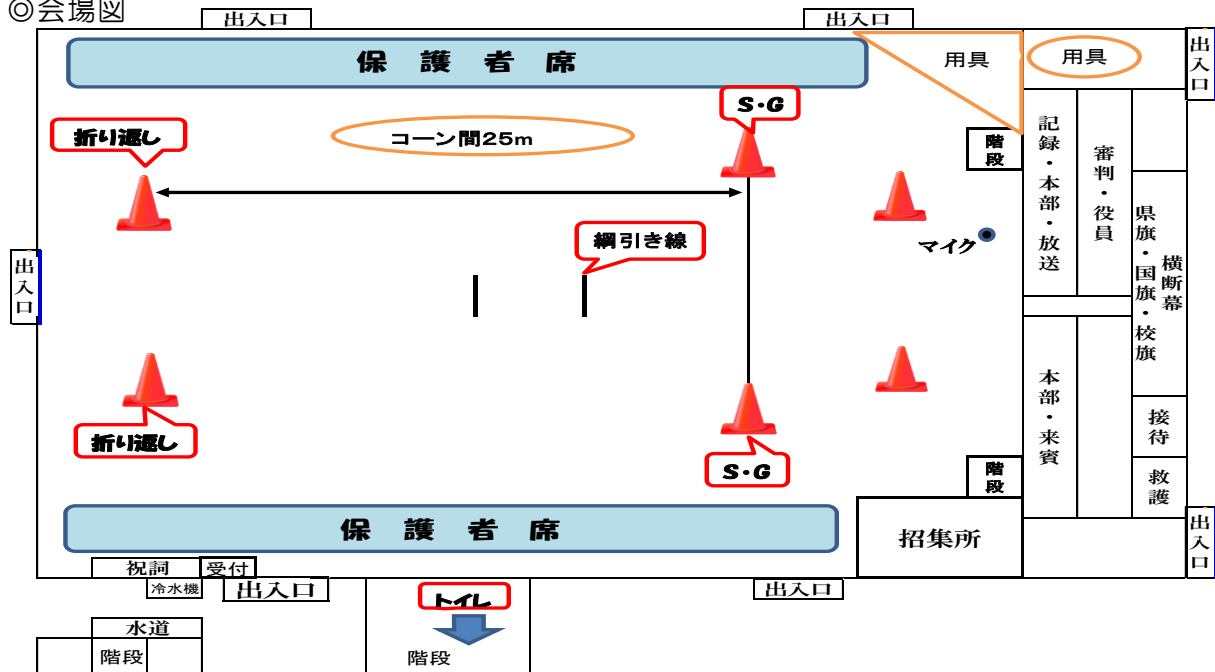 ◎会場図
出入口
出入口
出入口
保護者席
用具
用具
S・G
折り返し
コーン間25m
階段
記録・本部・放送
審判・役員
県旗・国旗・校旗
横断幕
マイク
綱引き線
出入口
本部・来賓
接待
救護
折り返し
S・G
階段
保護者席
招集所
出入口
祝詞
受付
冷水機
出入口
トイレ
出入口
水道
階段
階段